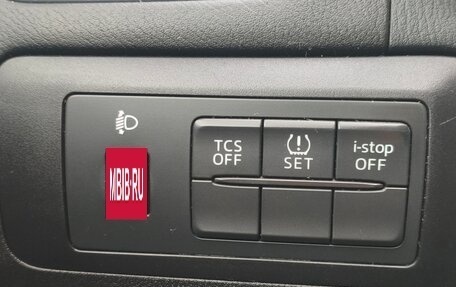 MBIB.RU
TCS
OFF
SET
i-stop
OFF